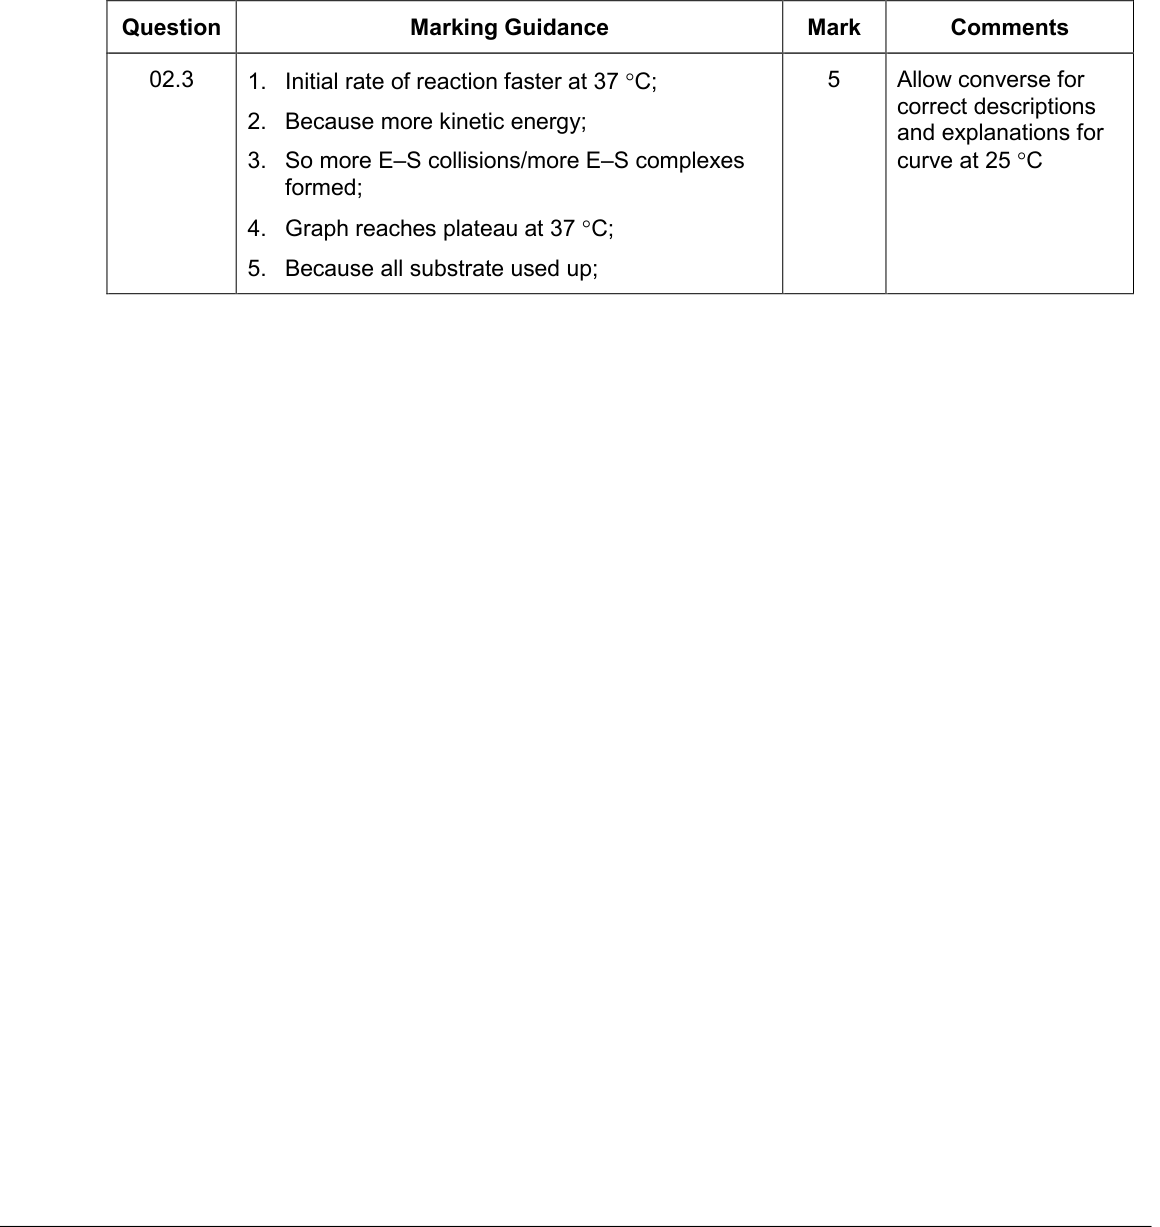 Question Marking Guidance Mark Comments
02.3 1. Initial rate of reaction faster at 37 °C; 5 Allow converse for
correct descriptions
2. Because more kinetic energy; and explanations for
3. So more E–S collisions/more E–S complexes curve at 25 °C
formed;
4. Graph reaches plateau at 37 °C;
5. Because all substrate used up;